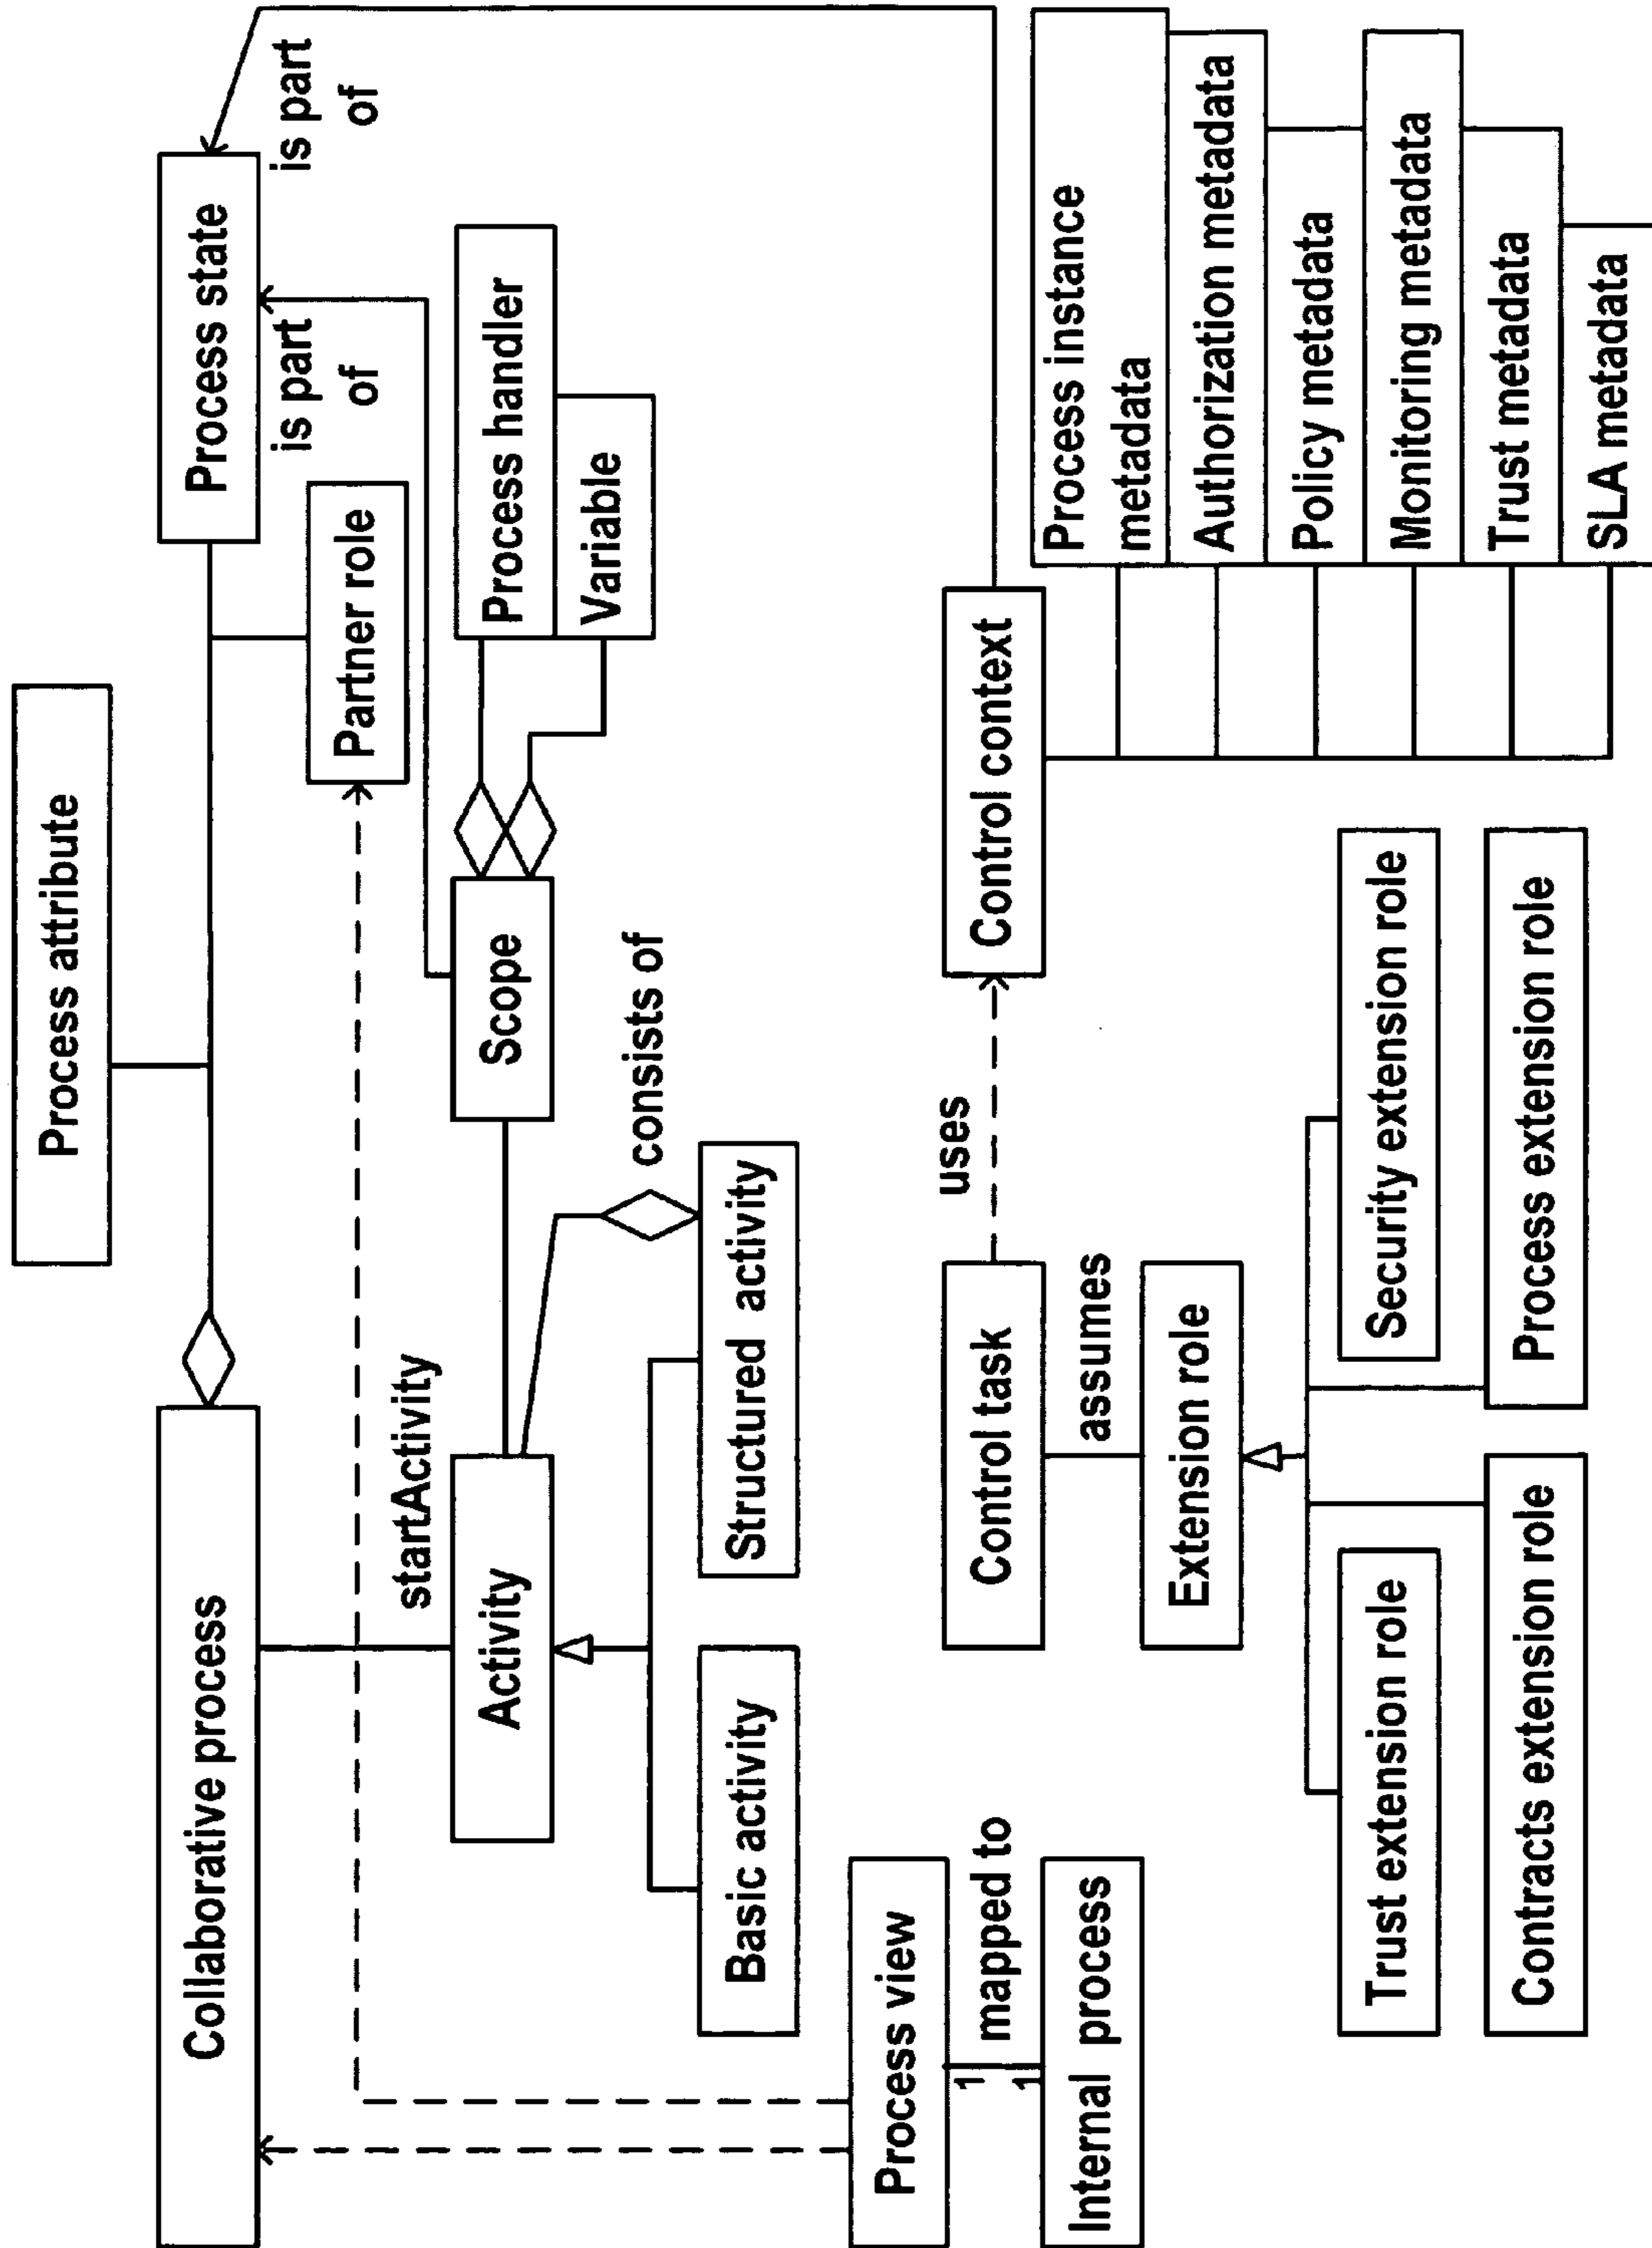 Process attribute
Collaborative process
Process state
is part
of
is part
of
Partner role
startActivity
Activity
Scope
Process handler
Variable
consists of
Basic activity
Structured activity
Process view
mapped to
1
1
Internal process
Control task
uses
Control context
assumes
Extension role
Process instance
metadata
Authorization metadata
Policy metadata
Monitoring metadata
Trust metadata
SLA metadata
Trust extension role
Security extension role
Contracts extension role
Process extension role